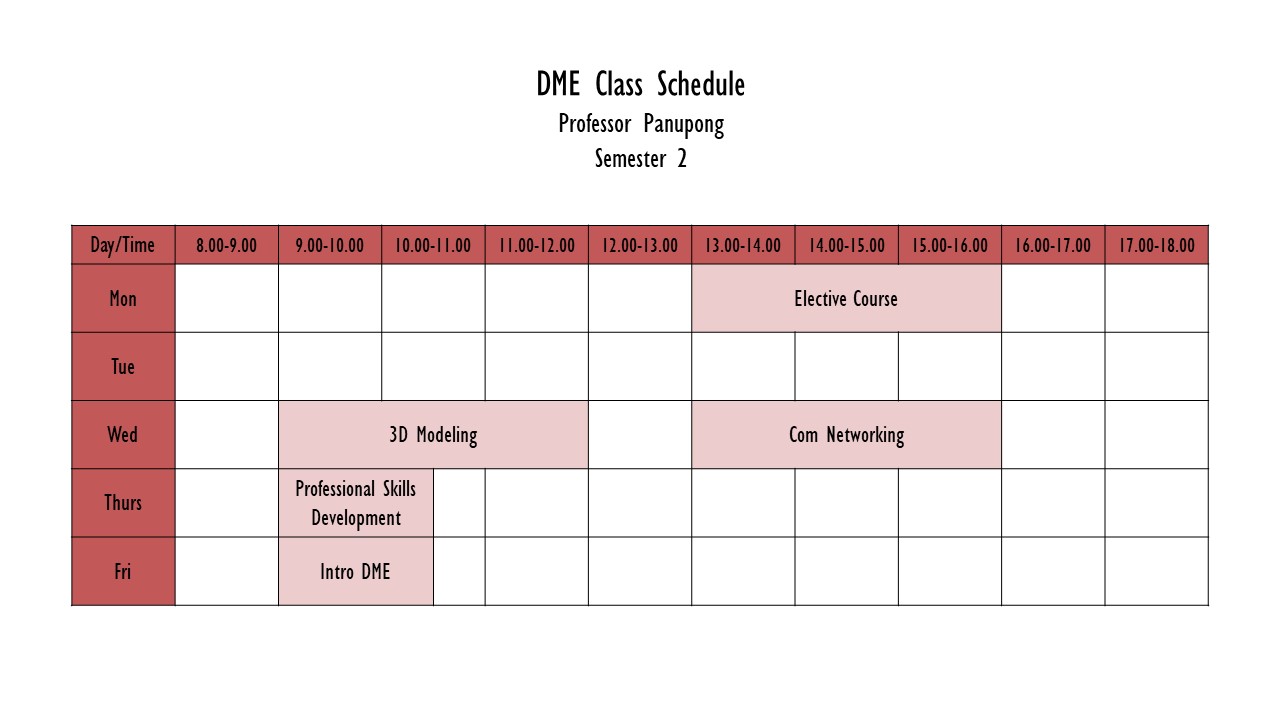 DME Class Schedule
Professor Panupong
Semester 2
Day/Time 8.00-9.00 9.00-10.00 10.00-11.00 11.00-12.00 12.00-13.00 13.00-14.00 14.00-15.00 15.00-16.00 16.00-17.00 17.00-18.00
Mon Elective Course
Tue
Wed 3D Modeling Com Networking
Thurs Professional Skills
Development
Fri Intro DME